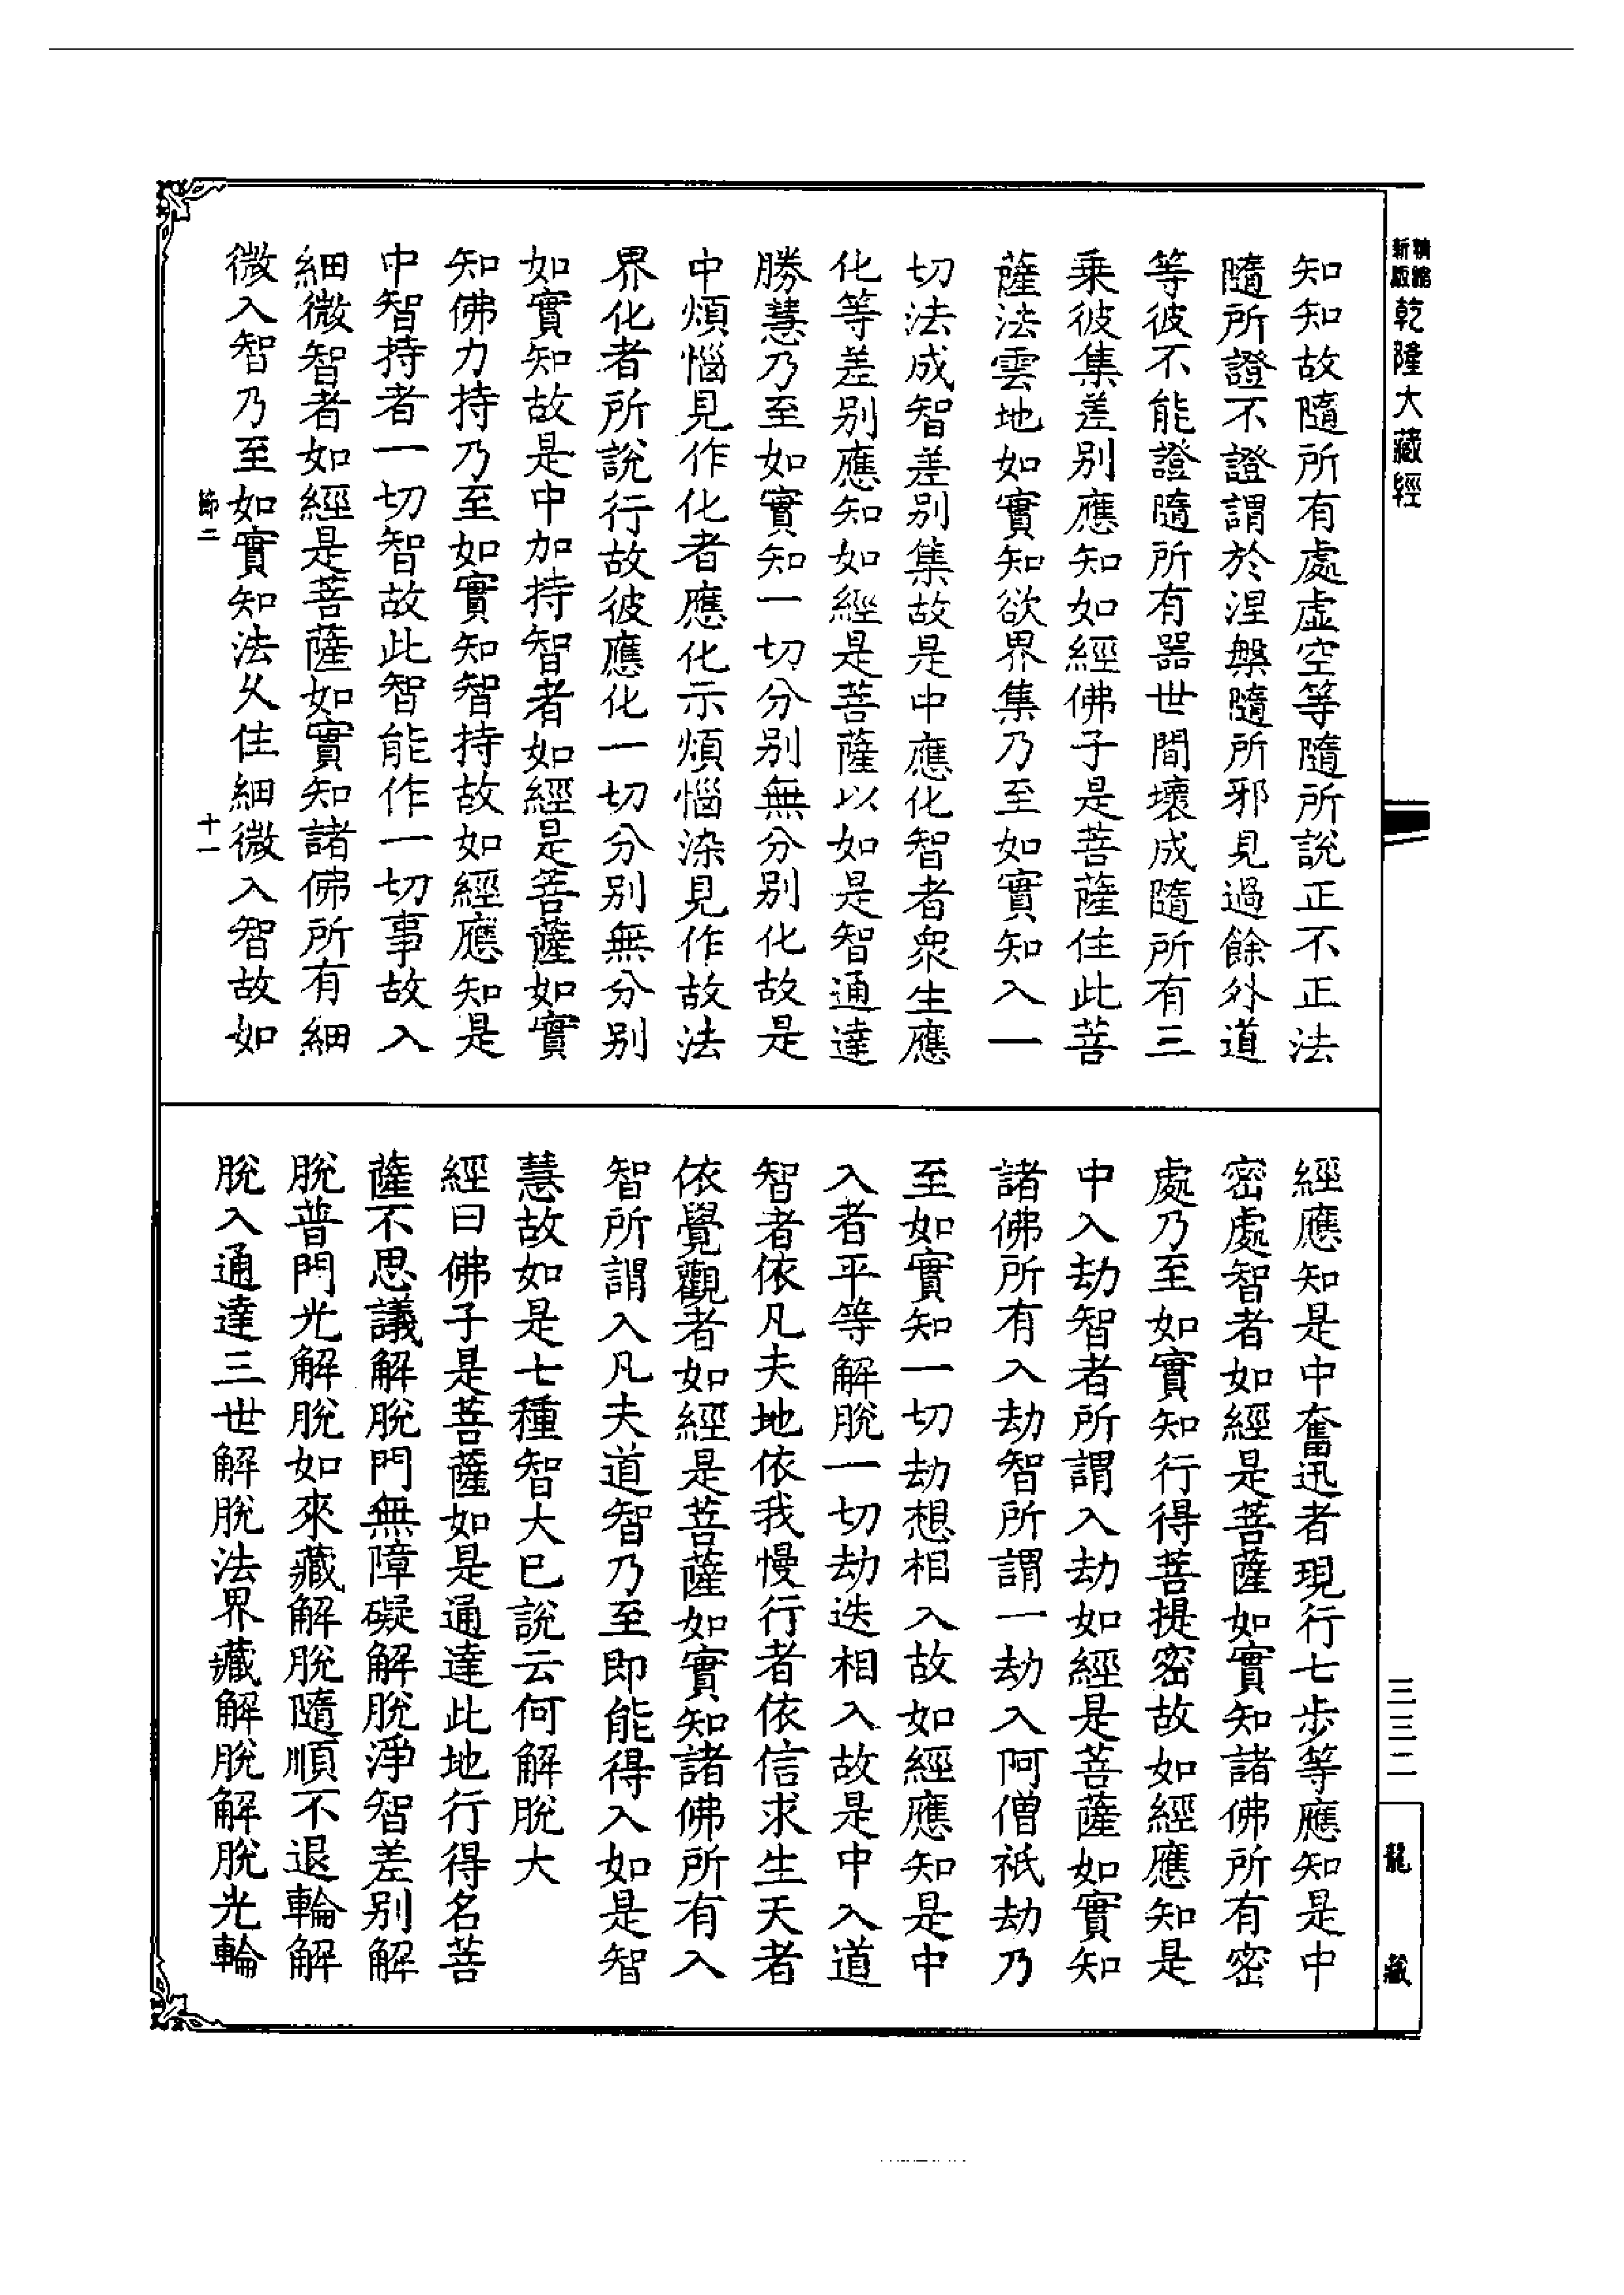 精縮新版乾隆大藏經
知知故隨所有處虛空等隨所說正不正法
隨所證不證謂於涅槃隨所邪見過餘外道
等彼不能證隨所有器世間壞成隨所有三
乗彼集差別應知如經佛子是菩薩住此菩
薩法雲地如實知欲界集乃至如實知入一
切法成智差别集故是中應化智者衆生應
化等差别應知如經是菩薩以如是智通達
勝慧乃至如實知一切分别無分别化故是
中煩惱見作化者應化示煩惱染見作故法
界化者所說行故彼應化一切分别無分别
如實知故是中加持智者如經是菩薩如實
知佛力持乃至如實知智持故如經應知是
中智持者一切智故此智能作一切事故入
細微智者如經是菩薩如實知諸佛所有細
微入智乃至如實知法久住細微入智故如
節二 十一
經應知是中奮迅者現行七步等應知是中
密處智者如經是菩薩如實知諸佛所有密
處乃至如實知行得菩提密故如經應知是
中入劫智者所謂入劫如經是菩薩如實知
諸佛所有入劫智所謂一劫入阿僧祇劫乃
至如實知一切劫想相入故如經應知是中
入者平等解脫一切劫迭相入故是中入道
智者依凡夫地依我慢行者依信求生天者
依覺觀者如經是菩薩如實知諸佛所有入
智所謂入凡夫道智乃至即能得入如是智
慧故如是七種智大已說云何解脫大
經曰佛子是菩薩如是通達此地行得名菩
薩不思議解脫門無障礙解脫淨智差别解
脫普門光解脫如來藏解脫隨順不退輪解
脫入通達三世解脫法界藏解脫解脫光輪
三三二
龍藏